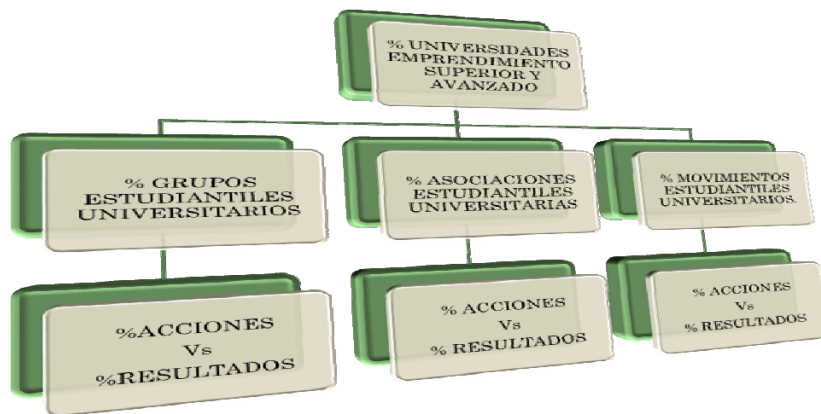 % UNIVERSIDADES
EMPRENDIMIENTO
SUPERIOR Y
AVANZADO
% GRUPOS
ESTUDIANTILES
UNIVERSITARIOS
% ASOCIACIONES
ESTUDIANTILES
UNIVERSITARIAS
% MOVIMIENTOS
ESTUDIANTILES
UNIVERSITARIOS.
%ACCIONES
Vs
%RESULTADOS
% ACCIONES
Vs
% RESULTADOS
% ACCIONES
Vs
% RESULTADOS